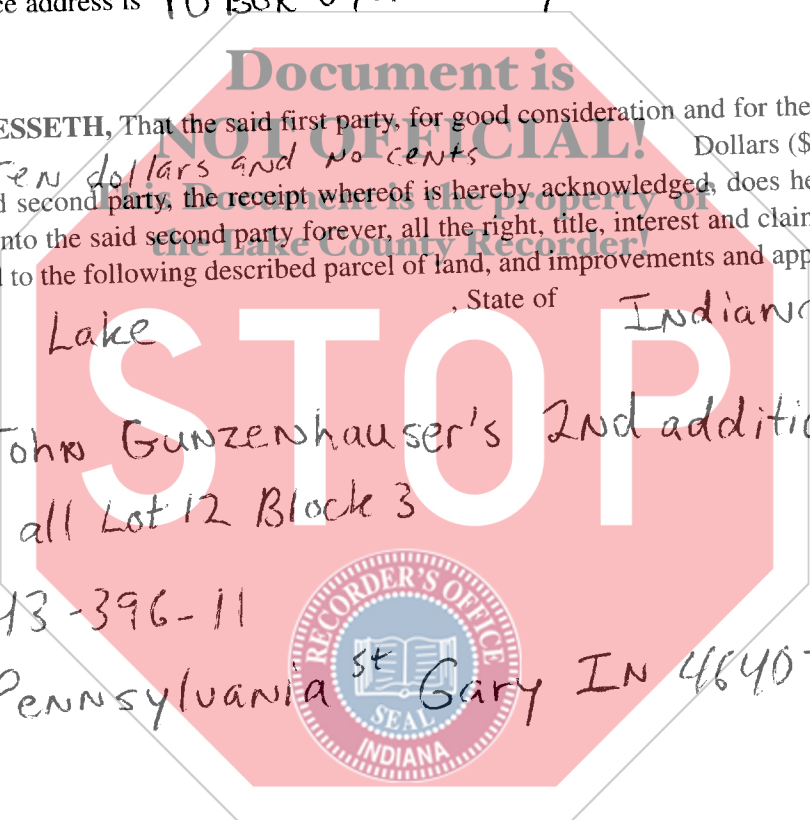 ce address is PO Box
Document is
ESSETH, That the said first party, for good consideration and for the
NOT OFFICIAL!
Ten dollars and no cents Dollars ($
This Document is the property of
d second party, the receipt whereof is hereby acknowledged, does he
nto the said second party forever, all the right, title, interest and claim
the Lake County Recorder!
d to the following described parcel of land, and improvements and app
Lake , State of Indiana
STOP
John Gunzenhauser's 2nd additio
all Lot 12 Block 3
43-396-11
Pennsylvania St Gary IN 4640
RECORDER'S OFFICE
SEAL
INDIANA